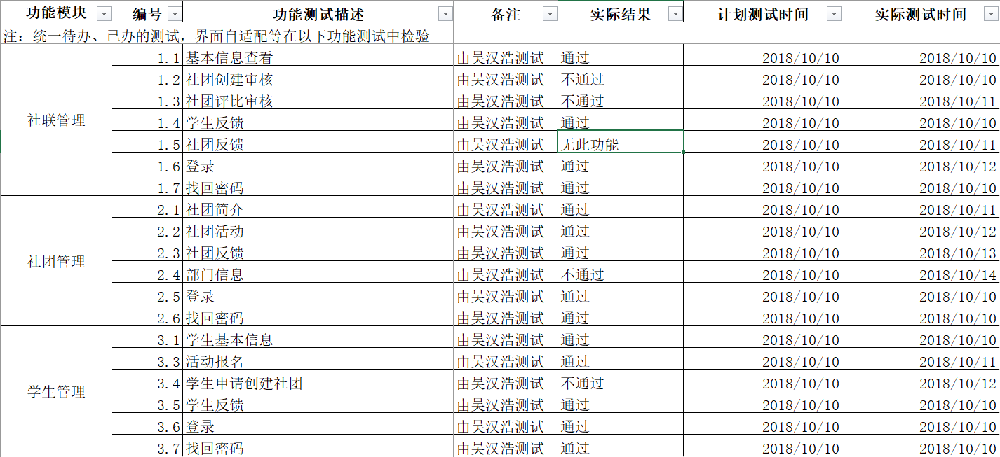 功能模块 编号 功能测试描述 备注 实际结果 计划测试时间 实际测试时间
注：统一待办、已办的测试，界面自适配等在以下功能测试中检验
社联管理
1.1 基本信息查看 由吴汉浩测试 通过 2018/10/10 2018/10/10
1.2 社团创建审核 由吴汉浩测试 不通过 2018/10/10 2018/10/10
1.3 社团评比审核 由吴汉浩测试 不通过 2018/10/10 2018/10/11
1.4 学生反馈 由吴汉浩测试 通过 2018/10/10 2018/10/10
1.5 社团反馈 由吴汉浩测试 无此功能 2018/10/10 2018/10/11
1.6 登录 由吴汉浩测试 通过 2018/10/10 2018/10/12
1.7 找回密码 由吴汉浩测试 通过 2018/10/10 2018/10/10
社团管理
2.1 社团简介 由吴汉浩测试 通过 2018/10/10 2018/10/11
2.2 社团活动 由吴汉浩测试 通过 2018/10/10 2018/10/12
2.3 社团反馈 由吴汉浩测试 通过 2018/10/10 2018/10/13
2.4 部门信息 由吴汉浩测试 不通过 2018/10/10 2018/10/14
2.5 登录 由吴汉浩测试 通过 2018/10/10 2018/10/10
2.6 找回密码 由吴汉浩测试 通过 2018/10/10 2018/10/10
学生管理
3.1 学生基本信息 由吴汉浩测试 通过 2018/10/10 2018/10/10
3.3 活动报名 由吴汉浩测试 通过 2018/10/10 2018/10/11
3.4 学生申请创建社团 由吴汉浩测试 不通过 2018/10/10 2018/10/12
3.5 学生反馈 由吴汉浩测试 通过 2018/10/10 2018/10/10
3.6 登录 由吴汉浩测试 通过 2018/10/10 2018/10/10
3.7 找回密码 由吴汉浩测试 通过 2018/10/10 2018/10/10